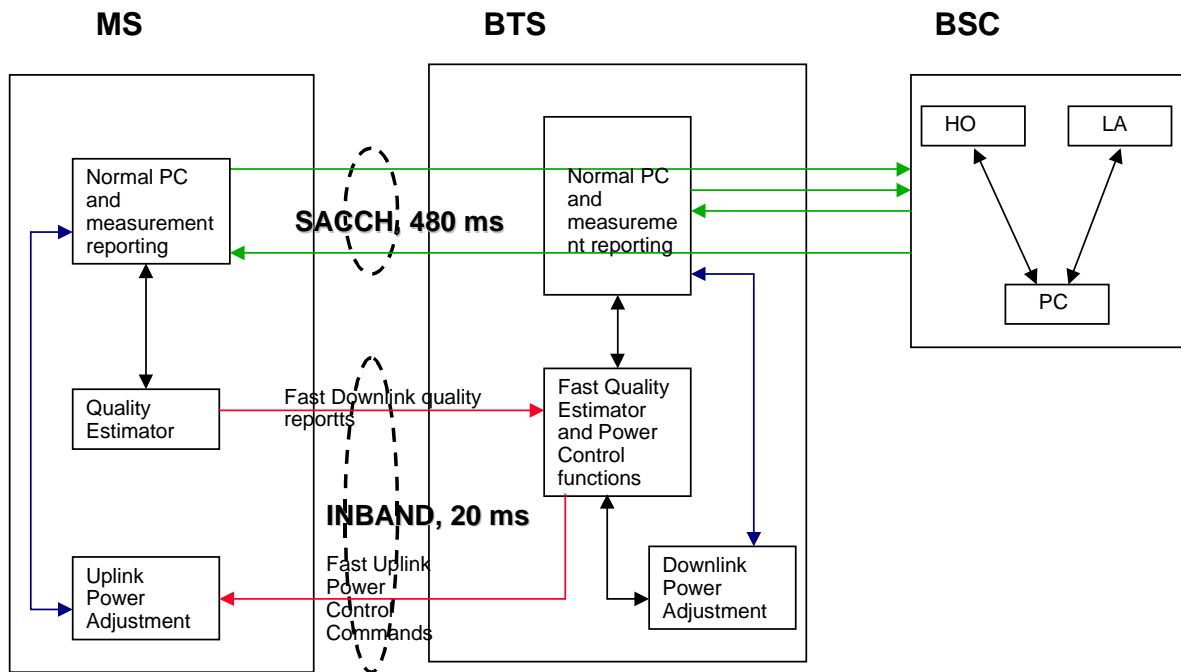 MS
BTS
BSC
HO
LA
PC
Normal PC
and
measurement
reporting
SACCH, 480 ms
Normal PC
and
measureme
nt reporting
Quality
Estimator
Fast Downlink quality
reportts
Fast Quality
Estimator
and Power
Control
functions
INBAND, 20 ms
Uplink
Power
Adjustment
Fast Uplink
Power
Control
Commands
Downlink
Power
Adjustment